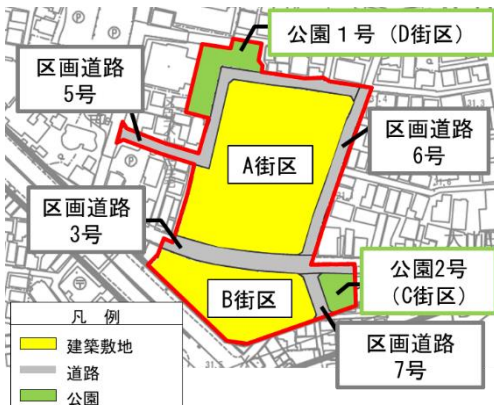 公園１号（D街区）
区画道路
5号
区画道路
6号
A街区
区画道路
3号
B街区
公園2号
（C街区）
区画道路
7号
凡 例
建築敷地
道路
公園